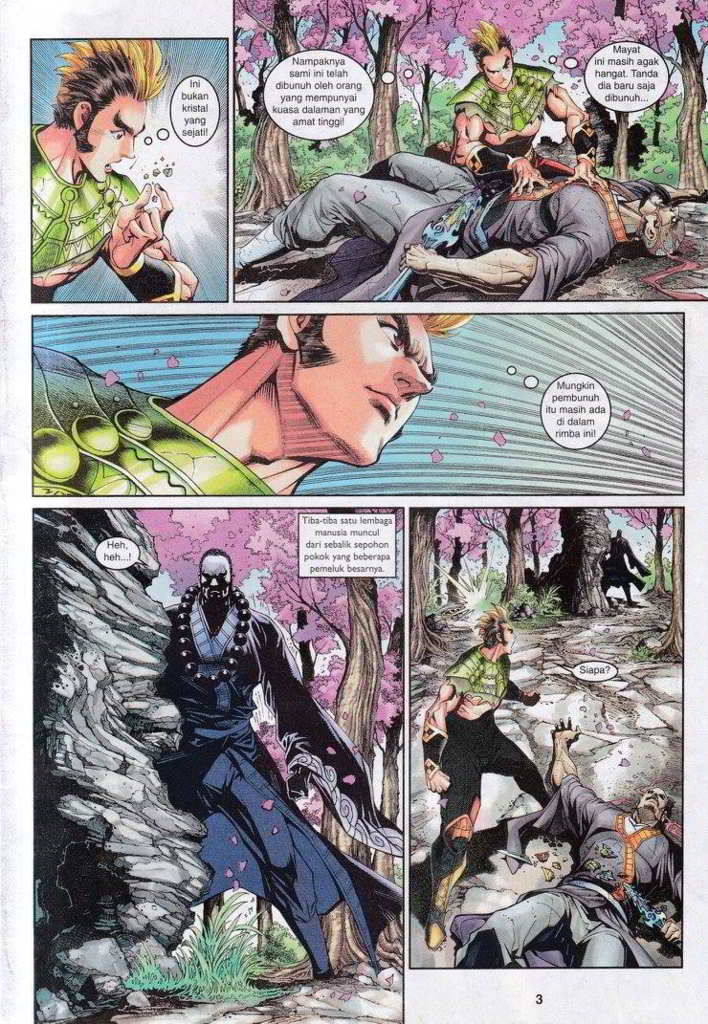 Ini
bukan
kristal
yang
sejati!
Nampaknya
sami ini telah
dibunuh oleh orang
yang mempunyai
kuasa dalaman yang
amat tinggi!
Mayat
ini masih agak
hangat. Tanda
dia baru saja
dibunuh...
Mungkin
pembunuh
itu masih ada
di dalam
rimba ini!
Heh,
heh...!
Tiba-tiba satu lembaga
manusia muncul
dari sebalik sepohon
pokok yang berbatang
pemeluk besarnya.
Siapa?
3